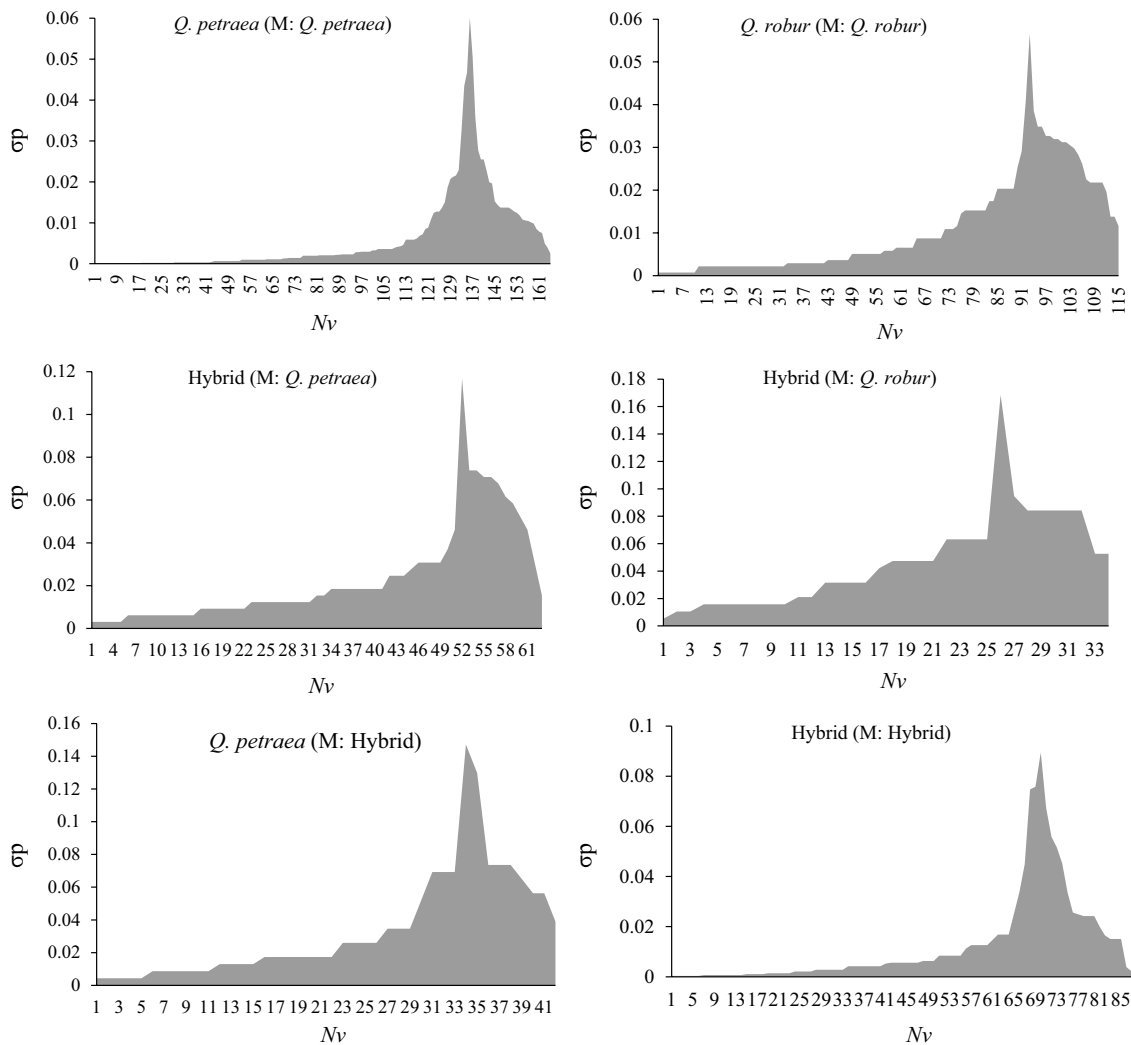 Q. petraea (M: Q. petraea)
0.06
0.05
0.04
0.03
0.02
0.01
0
σp
1 9 17 25 33 41 49 57 65 73 81 89 97 105 113 121 129 137 145 153 161
Nv
Q. robur (M: Q. robur)
0.06
0.05
0.04
0.03
0.02
0.01
0
σp
1 7 13 19 25 31 37 43 49 55 61 67 73 79 85 91 97 103 109 115
Nv
Hybrid (M: Q. petraea)
0.12
0.1
0.08
0.06
0.04
0.02
0
σp
1 4 7 10 13 16 19 22 25 28 31 34 37 40 43 46 49 52 55 58 61
Nv
Hybrid (M: Q. robur)
0.18
0.16
0.14
0.12
0.1
0.08
0.06
0.04
0.02
0
σp
1 3 5 7 9 11 13 15 17 19 21 23 25 27 29 31 33
Nv
Q. petraea (M: Hybrid)
0.16
0.14
0.12
0.1
0.08
0.06
0.04
0.02
0
σp
1 3 5 7 9 11 13 15 17 19 21 23 25 27 29 31 33 35 37 39 41
Nv
Hybrid (M: Hybrid)
0.1
0.08
0.06
0.04
0.02
0
σp
1 5 9 13 17 21 25 29 33 37 41 45 49 53 57 61 65 69 73 77 81 85
Nv